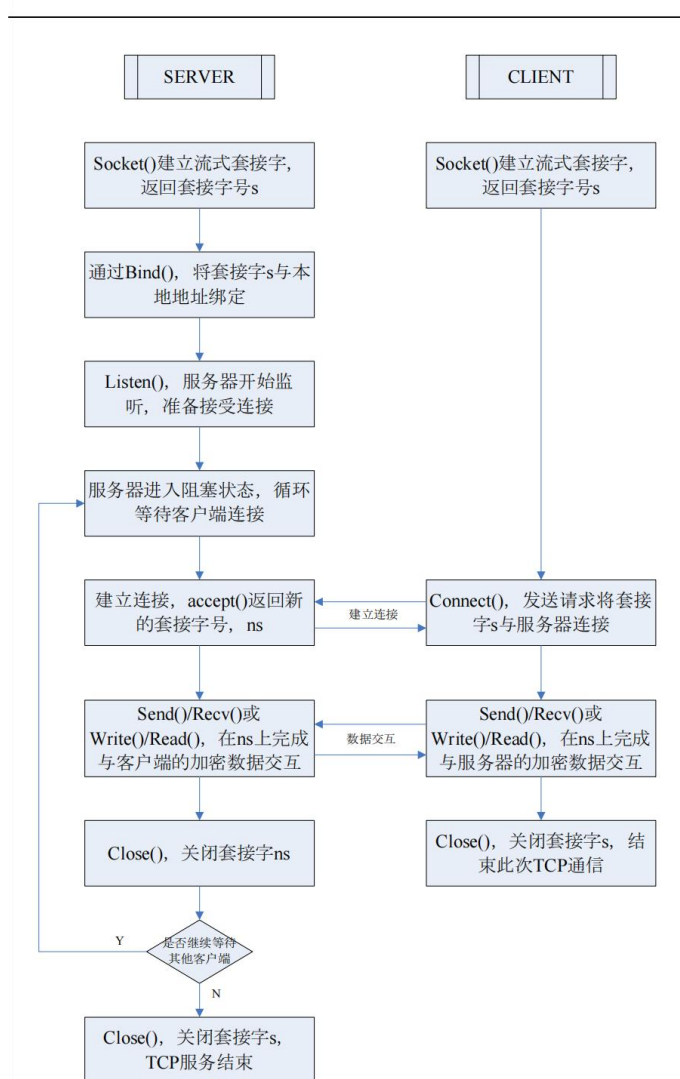 SERVER
CLIENT
Socket()建立流式套接字，
返回套接字号s
Socket()建立流式套接字，
返回套接字号s
通过Bind()，将套接字s与本
地地址绑定
Listen()，服务器开始监
听，准备接受连接
服务器进入阻塞状态，循环
等待客户端连接
建立连接，accept()返回新
的套接字号，ns
建立连接
Connect()，发送请求将套接
字s与服务器连接
Send()/Recv()或
Write()/Read()，在ns上完成
与客户端的加密数据交互
数据交互
Send()/Recv()或
Write()/Read()，在ns上完成
与服务器的加密数据交互
Close()，关闭套接字ns
Close()，关闭套接字s，结
束此次TCP通信
是否继续等待
其他客户端
Y
N
Close()，关闭套接字s，
TCP服务结束